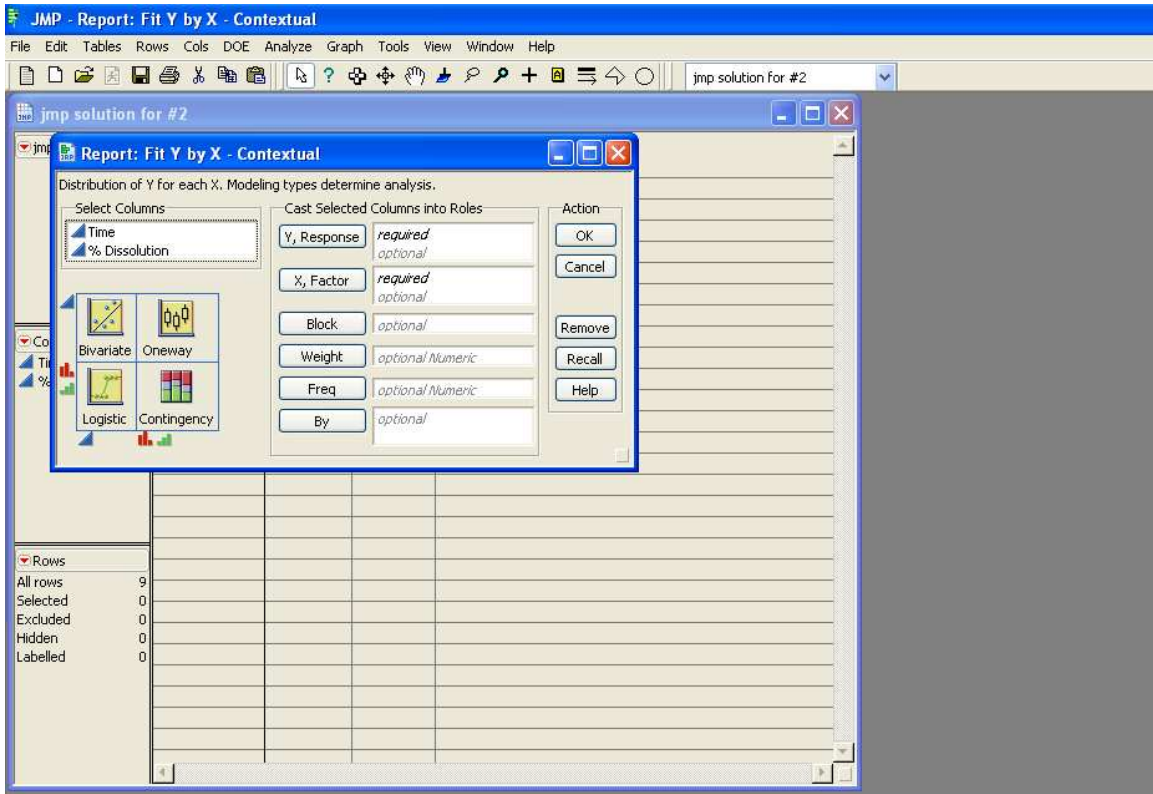 JMP - Report: Fit Y by X - Contextual
File Edit Tables Rows Cols DOE Analyze Graph Tools View Window Help
jmp solution for #2
jmp solution for #2
jmp
Report: Fit Y by X - Contextual
Distribution of Y for each X. Modeling types determine analysis.
Select Columns
Time
% Dissolution
Cast Selected Columns into Roles
Y, Response required
optional
X, Factor required
optional
Block optional
Weight optional Numeric
Freq optional Numeric
By optional
Action
OK
Cancel
Remove
Recall
Help
Bivariate Oneway
Logistic Contingency
Co
Ti
%
Rows
All rows 9
Selected 0
Excluded 0
Hidden 0
Labelled 0